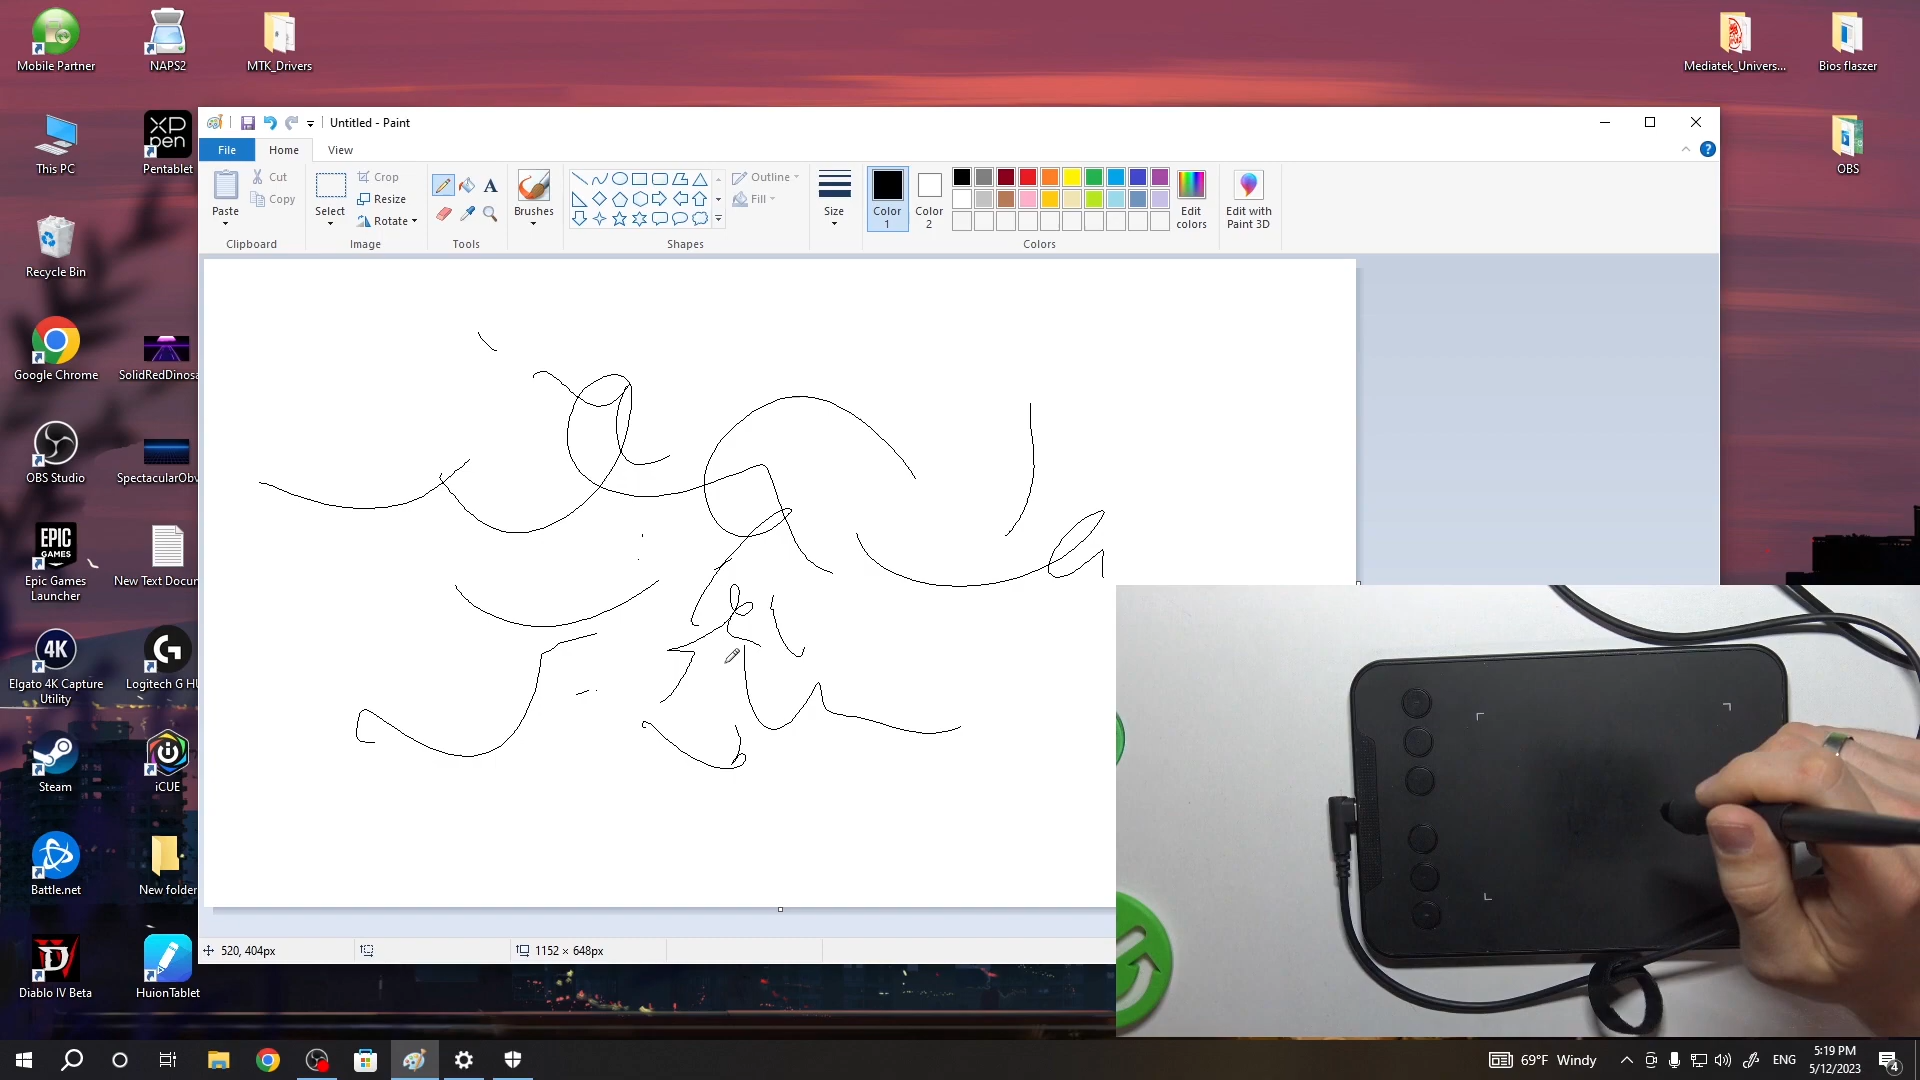 Mobile Partner
NAPS2
MTK_Drivers
Mediatek_Univers...
Bios flaszer
This PC
XP
pen
Pentablet
OBS
Recycle Bin
Google Chrome
SolidRedDinosa
OBS Studio
SpectacularObv
EPIC
GAMES
Epic Games
Launcher
New Text Docun
4K
Elgato 4K Capture
Utility
Logitech G HU
Steam
iCUE
Battle.net
New folder
Diablo IV Beta
HuionTablet
Untitled - Paint
File
Home
View
Paste
Cut
Copy
Clipboard
Select
Crop
Resize
Rotate
Image
A
Tools
Brushes
Outline
Fill
Shapes
Size
Color
1
Color
2
Edit
colors
Colors
Edit with
Paint 3D
?
520, 404px
1152 × 648px
69°F Windy
ENG
5:19 PM
5/12/2023
4